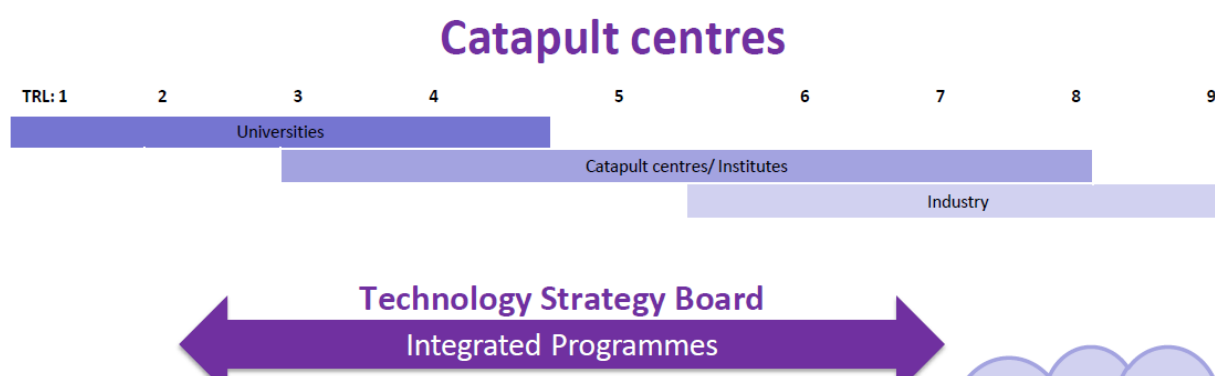 Catapult centres
TRL: 1 2 3 4 5 6 7 8 9
Universities
Catapult centres/ Institutes
Industry
Technology Strategy Board
Integrated Programmes